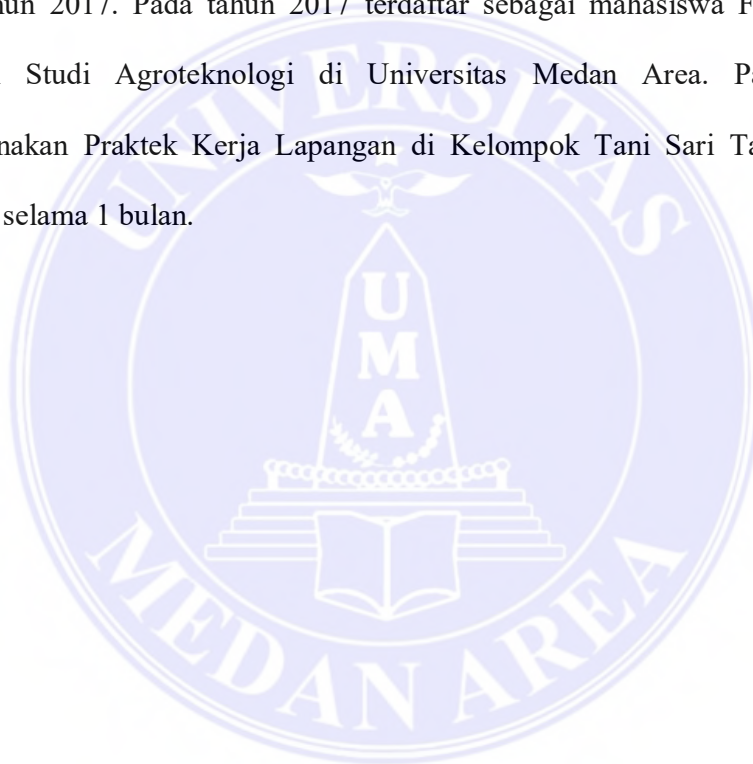 2017. Pada tahun 2017 terdaftar sebagai mahasiswa
Studi Agroteknologi di Universitas Medan Area.
Praktek Kerja Lapangan di Kelompok Tani Sari
selama 1 bulan.
UNIVERSITAS
UMA
MEDAN AREA